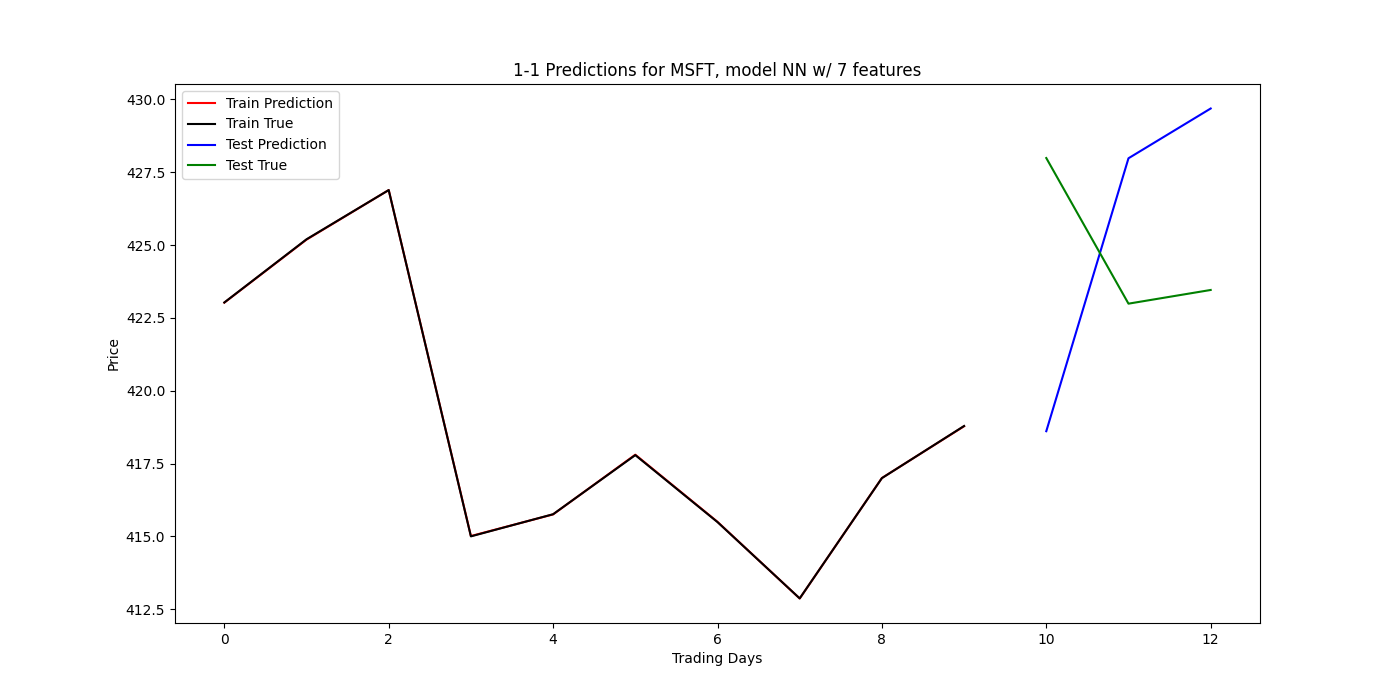 1-1 Predictions for MSFT, model NN w/ 7 features
430.0
427.5
425.0
422.5
420.0
417.5
415.0
412.5
Price
Train Prediction
Train True
Test Prediction
Test True
0 2 4 6 8 10 12
Trading Days